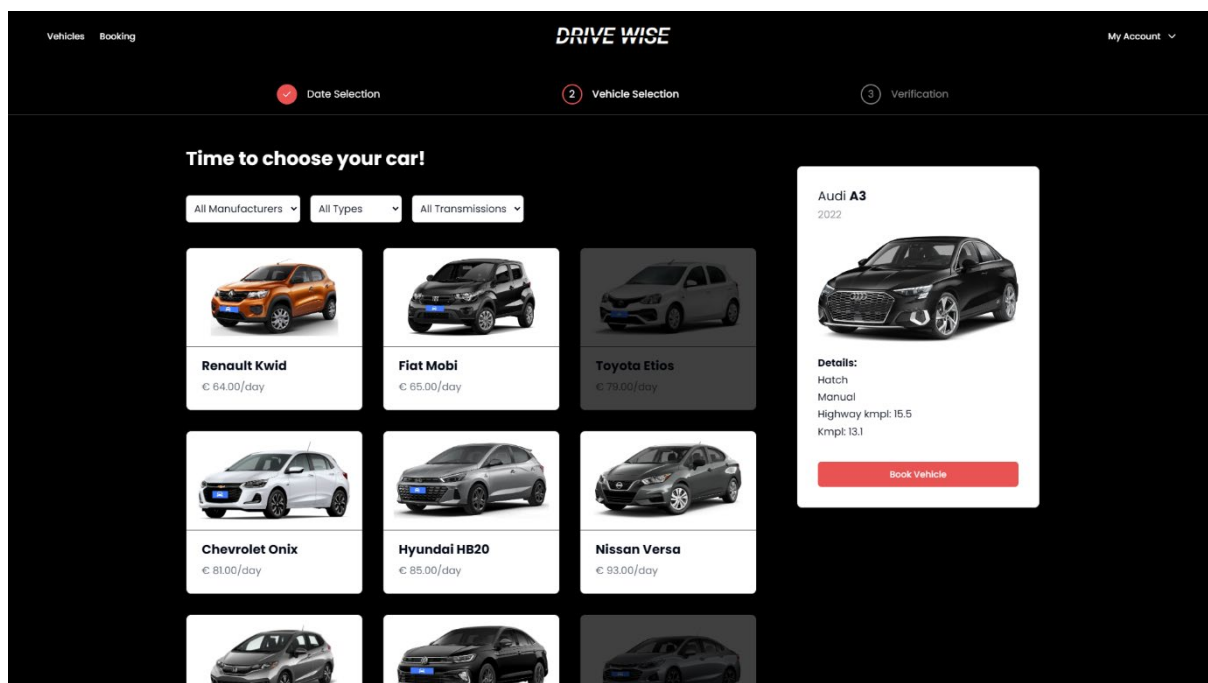 Vehicles Booking
DRIVE WISE
My Account
Date Selection
2 Vehicle Selection
3 Verification
Time to choose your car!
All Manufacturers All Types All Transmissions
Renault Kwid
€ 64.00/day
Fiat Mobi
€ 65.00/day
Toyota Etios
€ 79.00/day
Chevrolet Onix
€ 81.00/day
Hyundai HB20
€ 85.00/day
Nissan Versa
€ 93.00/day
Audi A3
2022
Details:
Hatch
Manual
Highway kmpl: 15.5
Kmpl: 13.1
Book Vehicle